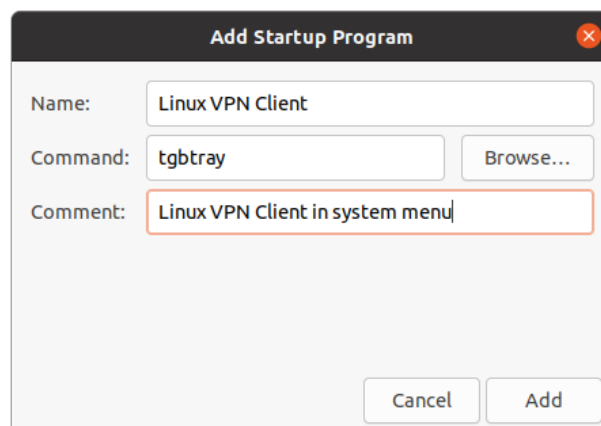 Add Startup Program
Name: Linux VPN Client
Command: tgbtray Browse...
Comment: Linux VPN Client in system menu
Cancel Add